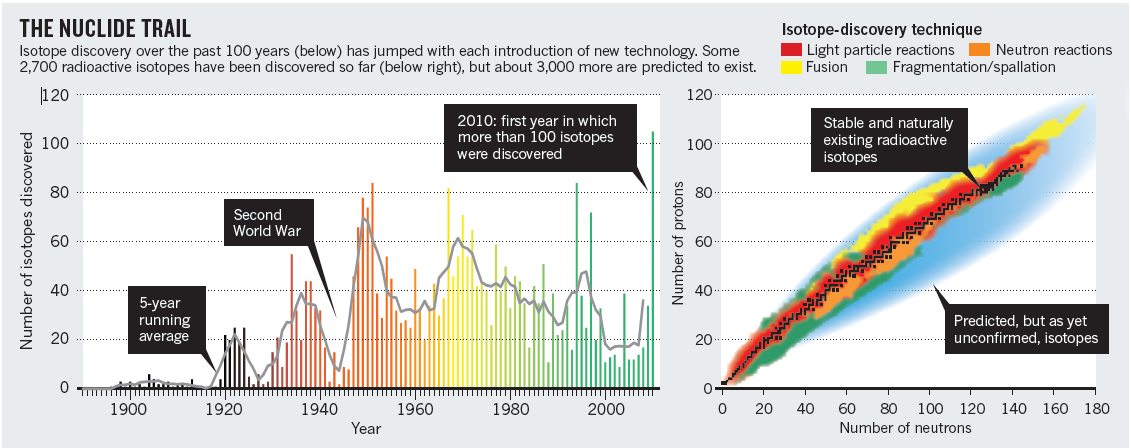 THE NUCLIDE TRAIL
Isotope discovery over the past 100 years (below) has jumped with each introduction of new technology. Some
2,700 radioactive isotopes have been discovered so far (below right), but about 3,000 more are predicted to exist.
Isotope-discovery technique
Light particle reactions
Neutron reactions
Fusion
Fragmentation/spallation
120
100
80
60
40
20
0
Number of isotopes discovered
5-year
running
average
Second
World War
2010: first year in which
more than 100 isotopes
were discovered
1900
1920
1940
1960
1980
2000
Year
120
100
80
60
40
20
0
Number of protons
Stable and naturally
existing radioactive
isotopes
Predicted, but as yet
unconfirmed, isotopes
0
20
40
60
80
100
120
140
160
180
Number of neutrons